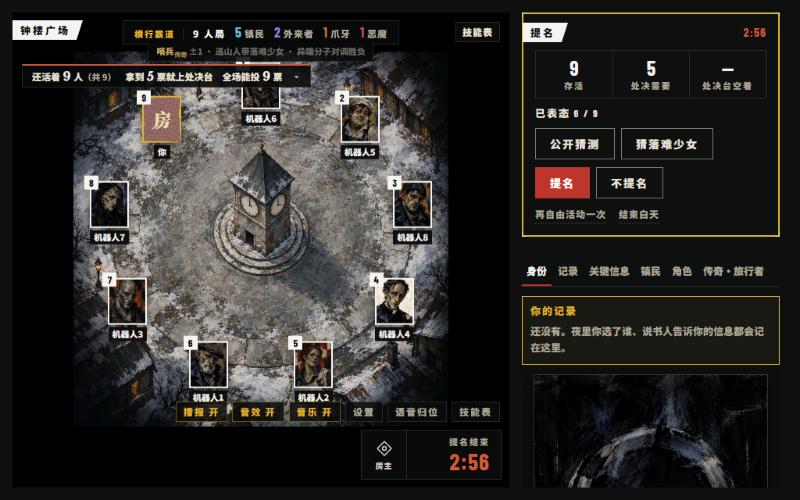 钟楼广场
横行霸道 9 人局 5 镇民 2 外来者 1 爪牙 1 恶魔
技能表
哨兵传奇 ±1 · 巡山人带落难少女 · 异端分子对调胜负
还活着 9 人 (共 9) 拿到 5 票就上处决台 全场能投 9 票
9
房
你
机器人6
2
机器人5
8
机器人7
3
机器人8
7
机器人3
4
机器人4
6
机器人1
5
机器人2
播报 开 音效 开 音乐 开 设置 语音归位 技能表
房主
提名结束
2:56
提名
2:56
9 5 —
存活 处决需要 处决台空着
已表态 6 / 9
公开猜测 猜落难少女
提名 不提名
再自由活动一次 结束白天
身份 记录 关键信息 镇民 角色 传奇·旅行者
你的记录
还没有。夜里你选了谁、说书人告诉你的信息都会记
在这里。